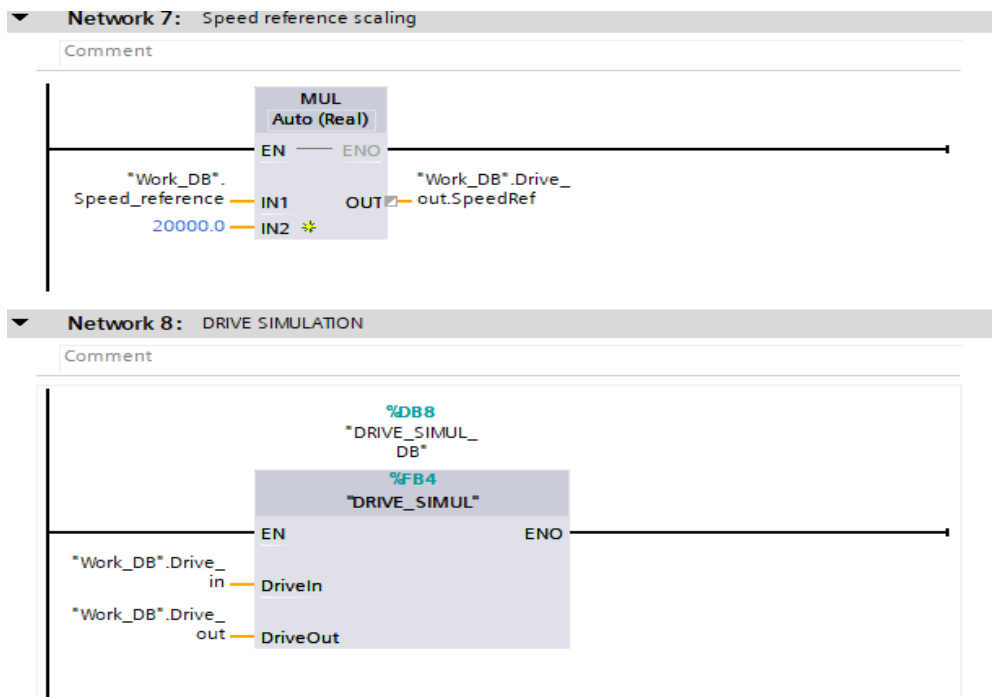 Network 7: Speed reference scaling
Comment
MUL
Auto (Real)
EN ENO
"Work_DB".
Speed_reference
IN1
OUT
"Work_DB".Drive_
out.SpeedRef
20000.0
IN2
Network 8: DRIVE SIMULATION
Comment
%DB8
"DRIVE_SIMUL_
DB"
%FB4
"DRIVE_SIMUL"
EN ENO
"Work_DB".Drive_
in
DriveIn
"Work_DB".Drive_
out
DriveOut